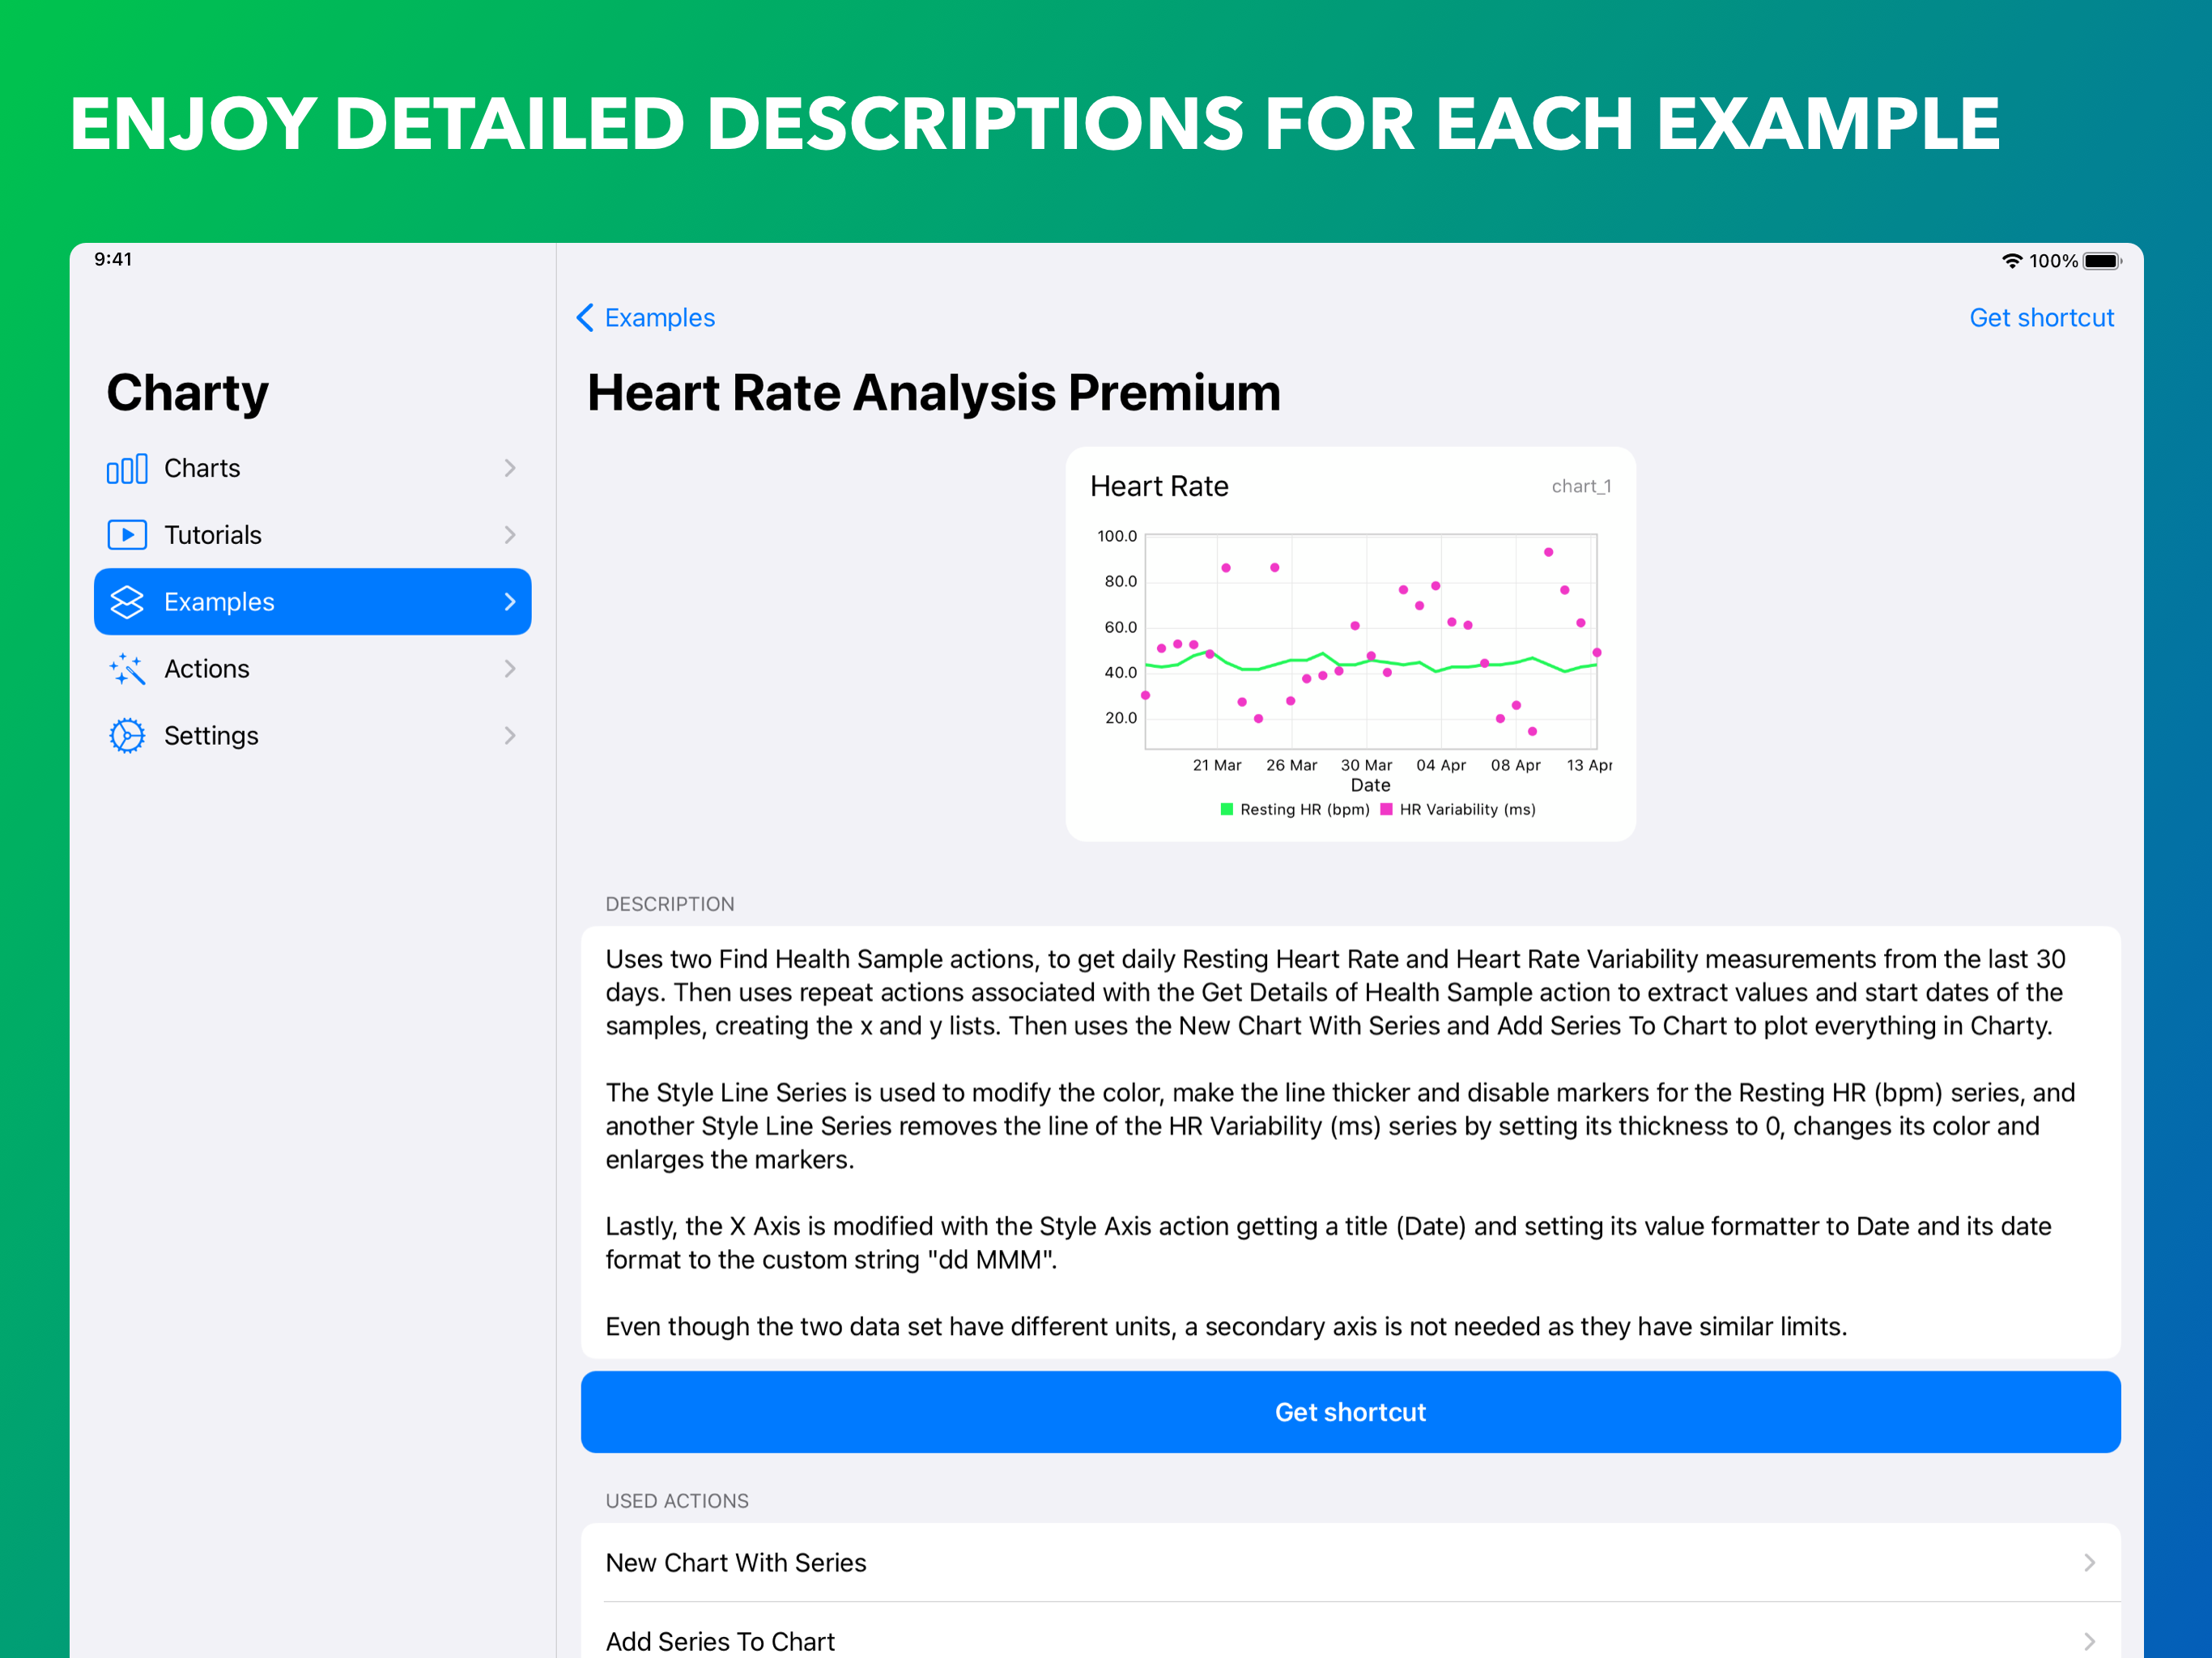 ENJOY DETAILED DESCRIPTIONS FOR EACH EXAMPLE
9:41
100%
Charty
Charts
Tutorials
Examples
Actions
Settings
Examples
Get shortcut
Heart Rate Analysis Premium
Heart Rate
chart_1
100.0
80.0
60.0
40.0
20.0
21 Mar 26 Mar 30 Mar 04 Apr 08 Apr 13 Apr
Date
Resting HR (bpm) HR Variability (ms)
DESCRIPTION
Uses two Find Health Sample actions, to get daily Resting Heart Rate and Heart Rate Variability measurements from the last 30
days. Then uses repeat actions associated with the Get Details of Health Sample action to extract values and start dates of the
samples, creating the x and y lists. Then uses the New Chart With Series and Add Series To Chart to plot everything in Charty.
The Style Line Series is used to modify the color, make the line thicker and disable markers for the Resting HR (bpm) series, and
another Style Line Series removes the line of the HR Variability (ms) series by setting its thickness to 0, changes its color and
enlarges the markers.
Lastly, the X Axis is modified with the Style Axis action getting a title (Date) and setting its value formatter to Date and its date
format to the custom string "dd MMM".
Even though the two data set have different units, a secondary axis is not needed as they have similar limits.
Get shortcut
USED ACTIONS
New Chart With Series
Add Series To Chart